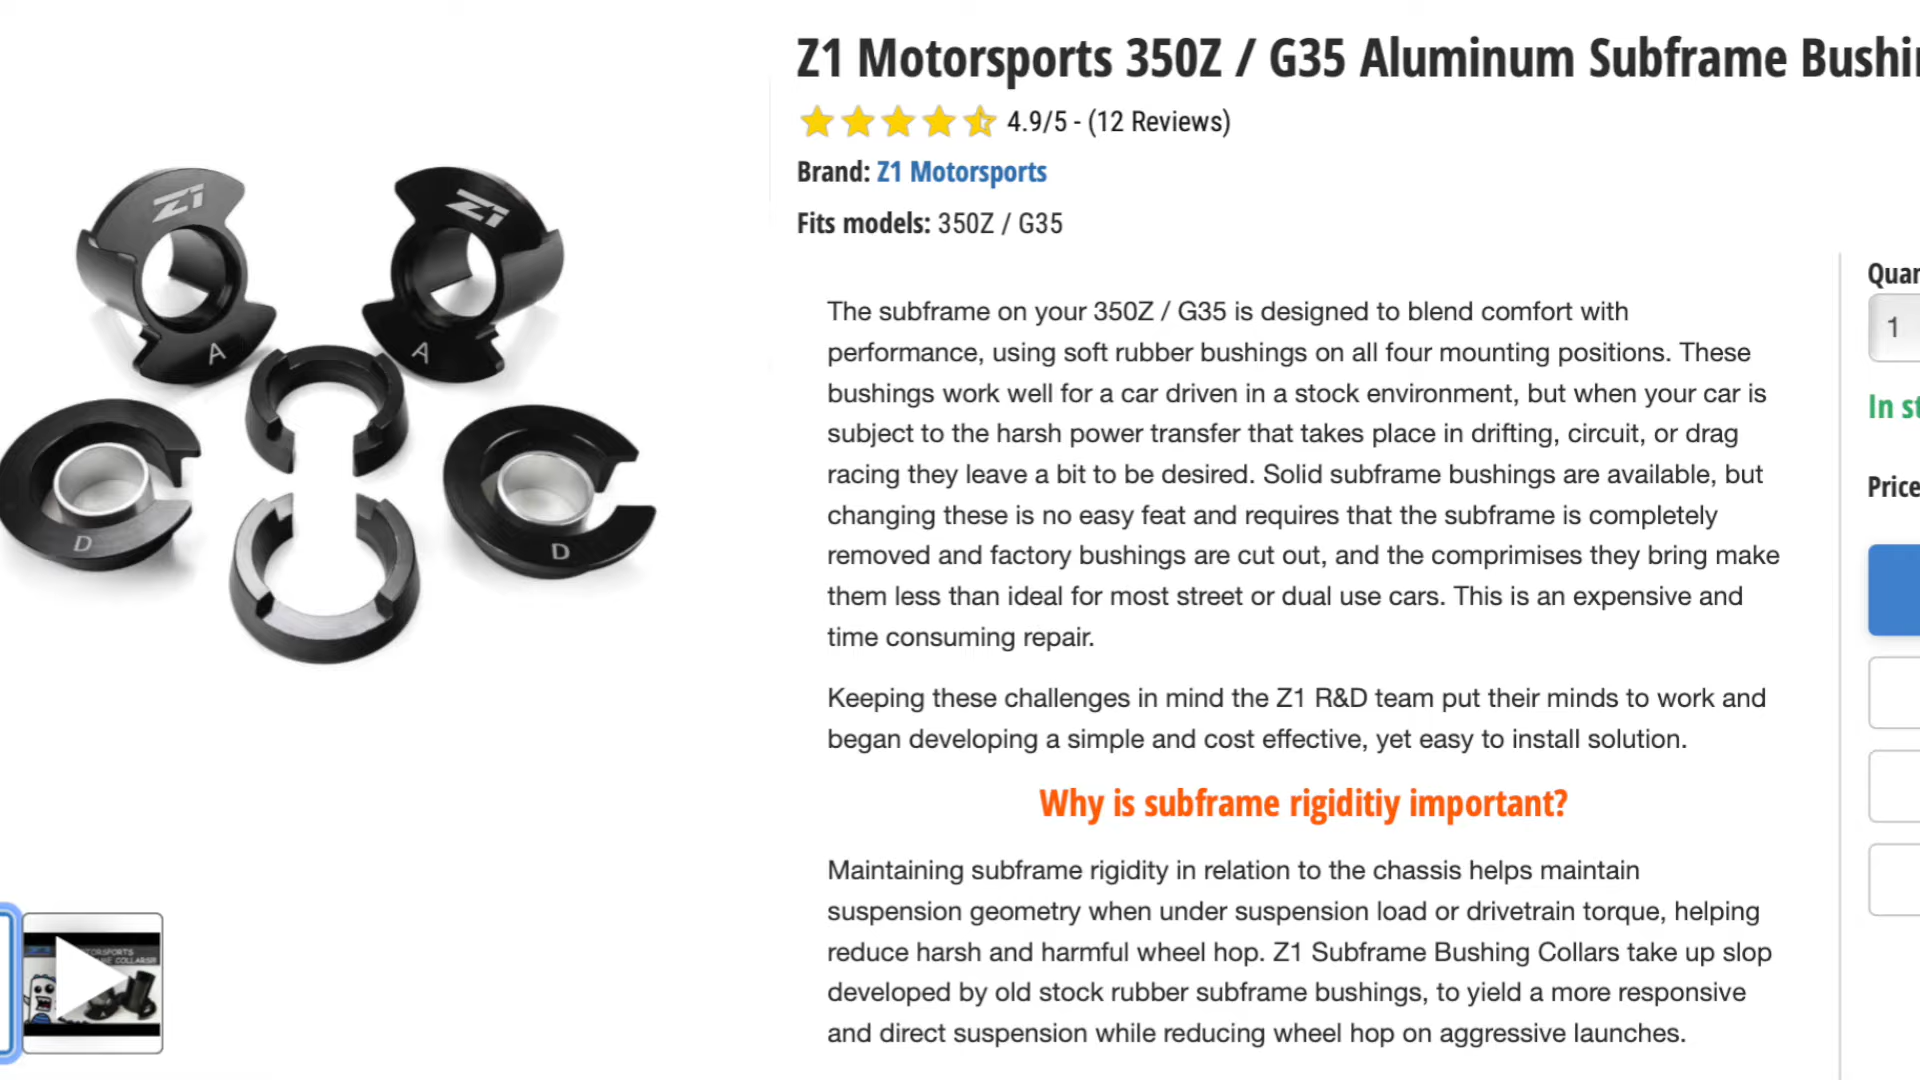 Z1 Motorsports 350Z / G35 Aluminum Subframe
4.9/5 - (12 Reviews)
Brand: Z1 Motorsports
Fits models: 350Z / G35
The subframe on your 350Z / G35 is designed to blend comfort with
performance, using soft rubber bushings on all four mounting positions. These
bushings work well for a car driven in a stock environment, but when your car is
subject to the harsh power transfer that takes place in drifting, circuit, or drag
racing they leave a bit to be desired. Solid subframe bushings are available, but
changing these is no easy feat and requires that the subframe is completely
removed and factory bushings are cut out, and the comprimises they bring make
them less than ideal for most street or dual use cars. This is an expensive and
time consuming repair.
Keeping these challenges in mind the Z1 R&D team put their minds to work and
began developing a simple and cost effective, yet easy to install solution.
Why is subframe rigiditiy important?
Maintaining subframe rigidity in relation to the chassis helps maintain
suspension geometry when under suspension load or drivetrain torque, helping
reduce harsh and harmful wheel hop. Z1 Subframe Bushing Collars take up slop
developed by old stock rubber subframe bushings, to yield a more responsive
and direct suspension while reducing wheel hop on aggressive launches.
1
In
Price
Z1
Z1
A
A
D
D